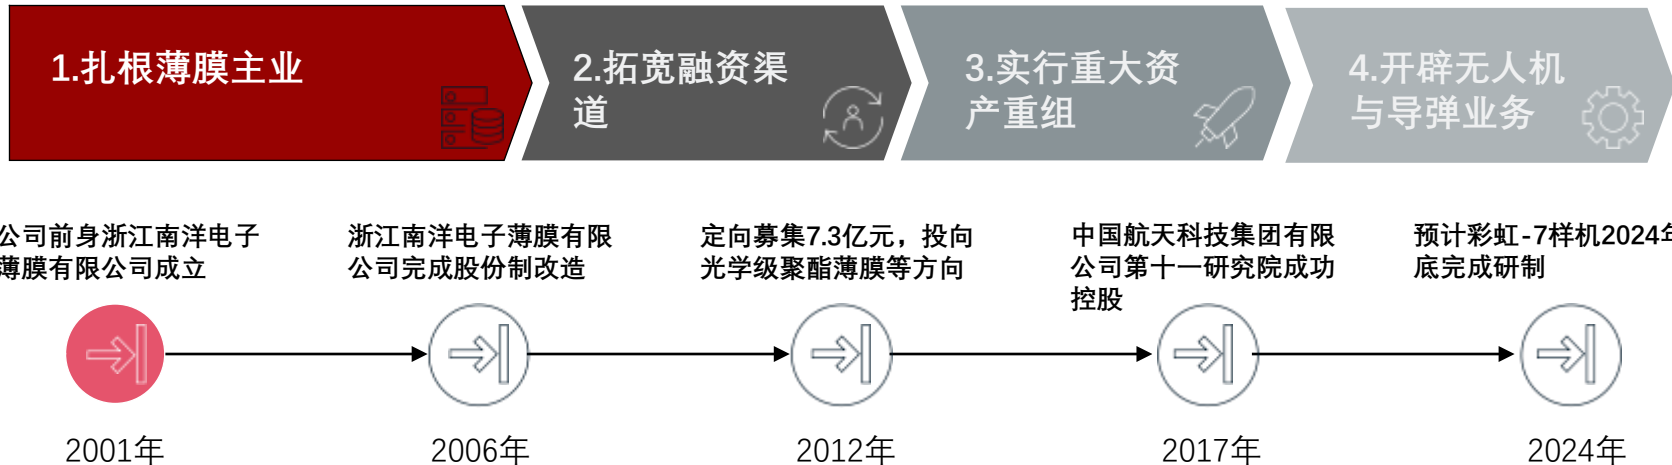 1.扎根薄膜主业
2.拓宽融资渠
道
3.实行重大资
产重组
4.开辟无人机
与导弹业务
公司前身浙江南洋电子
薄膜有限公司成立
浙江南洋电子薄膜有限
公司完成股份制改造
定向募集7.3亿元，投向
光学级聚酯薄膜等方向
中国航天科技集团有限
公司第十一研究院成功
控股
预计彩虹-7样机2024年
底完成研制
2001年
2006年
2012年
2017年
2024年